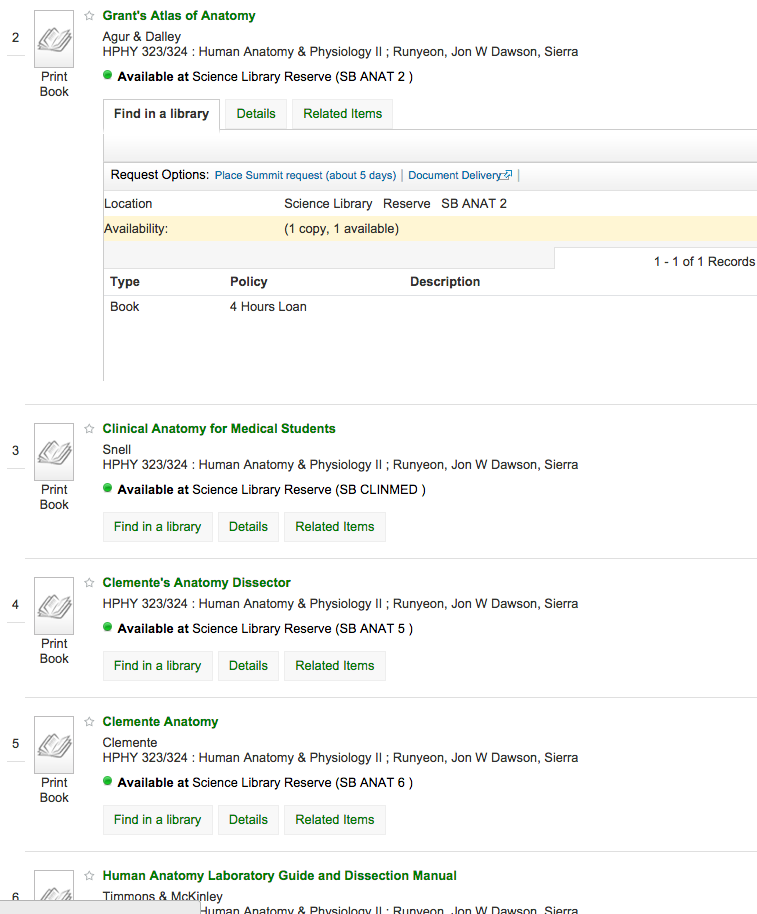 2
Grant's Atlas of Anatomy
Agur & Dalley
HPHY 323/324 : Human Anatomy & Physiology II ; Runyeon, Jon W Dawson, Sierra
Print
Book
Available at Science Library Reserve (SB ANAT 2 )
Find in a library Details Related Items
Request Options: Place Summit request (about 5 days) | Document Delivery |
Location Science Library Reserve SB ANAT 2
Availability: (1 copy, 1 available)
1 - 1 of 1 Records
Type Policy Description
Book 4 Hours Loan
3
Clinical Anatomy for Medical Students
Snell
HPHY 323/324 : Human Anatomy & Physiology II ; Runyeon, Jon W Dawson, Sierra
Print
Book
Available at Science Library Reserve (SB CLINMED )
Find in a library Details Related Items
4
Clemente's Anatomy Dissector
HPHY 323/324 : Human Anatomy & Physiology II ; Runyeon, Jon W Dawson, Sierra
Print
Book
Available at Science Library Reserve (SB ANAT 5 )
Find in a library Details Related Items
5
Clemente Anatomy
Clemente
HPHY 323/324 : Human Anatomy & Physiology II ; Runyeon, Jon W Dawson, Sierra
Print
Book
Available at Science Library Reserve (SB ANAT 6 )
Find in a library Details Related Items
6
Human Anatomy Laboratory Guide and Dissection Manual
Timmons & McKinley
Human Anatomy & Physiology II ; Runyeon, Jon W Dawson, Sierra